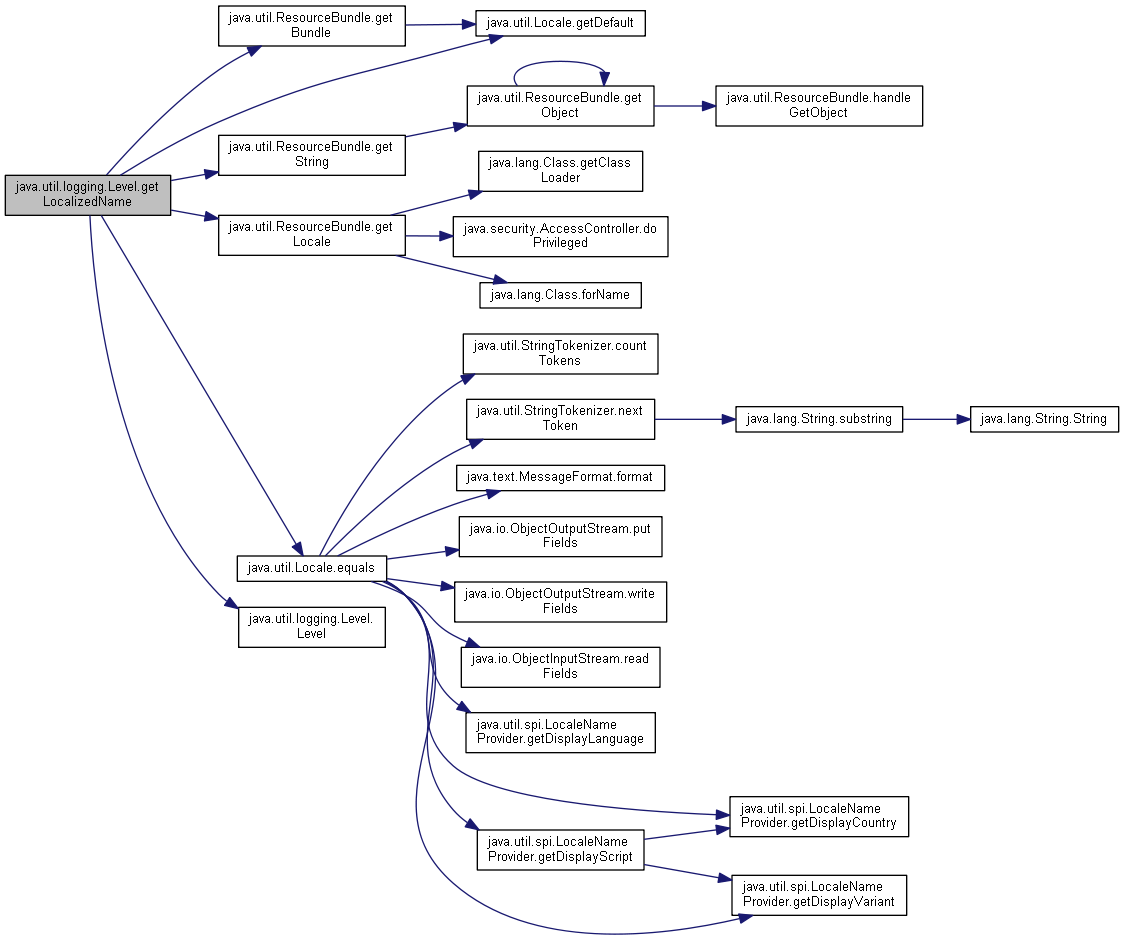 java.util.ResourceBundle.get
Bundle
java.util.Locale.getDefault
java.util.ResourceBundle.get
Object
java.util.ResourceBundle.handle
GetObject
java.util.ResourceBundle.get
String
java.lang.Class.getClass
Loader
java.util.logging.Level.get
LocalizedName
java.util.ResourceBundle.get
Locale
java.security.AccessController.do
Privileged
java.lang.Class.forName
java.util.StringTokenizer.count
Tokens
java.util.StringTokenizer.next
Token
java.lang.String.substring
java.lang.String.String
java.text.MessageFormat.format
java.io.ObjectOutputStream.put
Fields
java.util.Locale.equals
java.io.ObjectOutputStream.write
Fields
java.util.logging.Level.
Level
java.io.ObjectInputStream.read
Fields
java.util.spi.LocaleName
Provider.getDisplayLanguage
java.util.spi.LocaleName
Provider.getDisplayCountry
java.util.spi.LocaleName
Provider.getDisplayScript
java.util.spi.LocaleName
Provider.getDisplayVariant